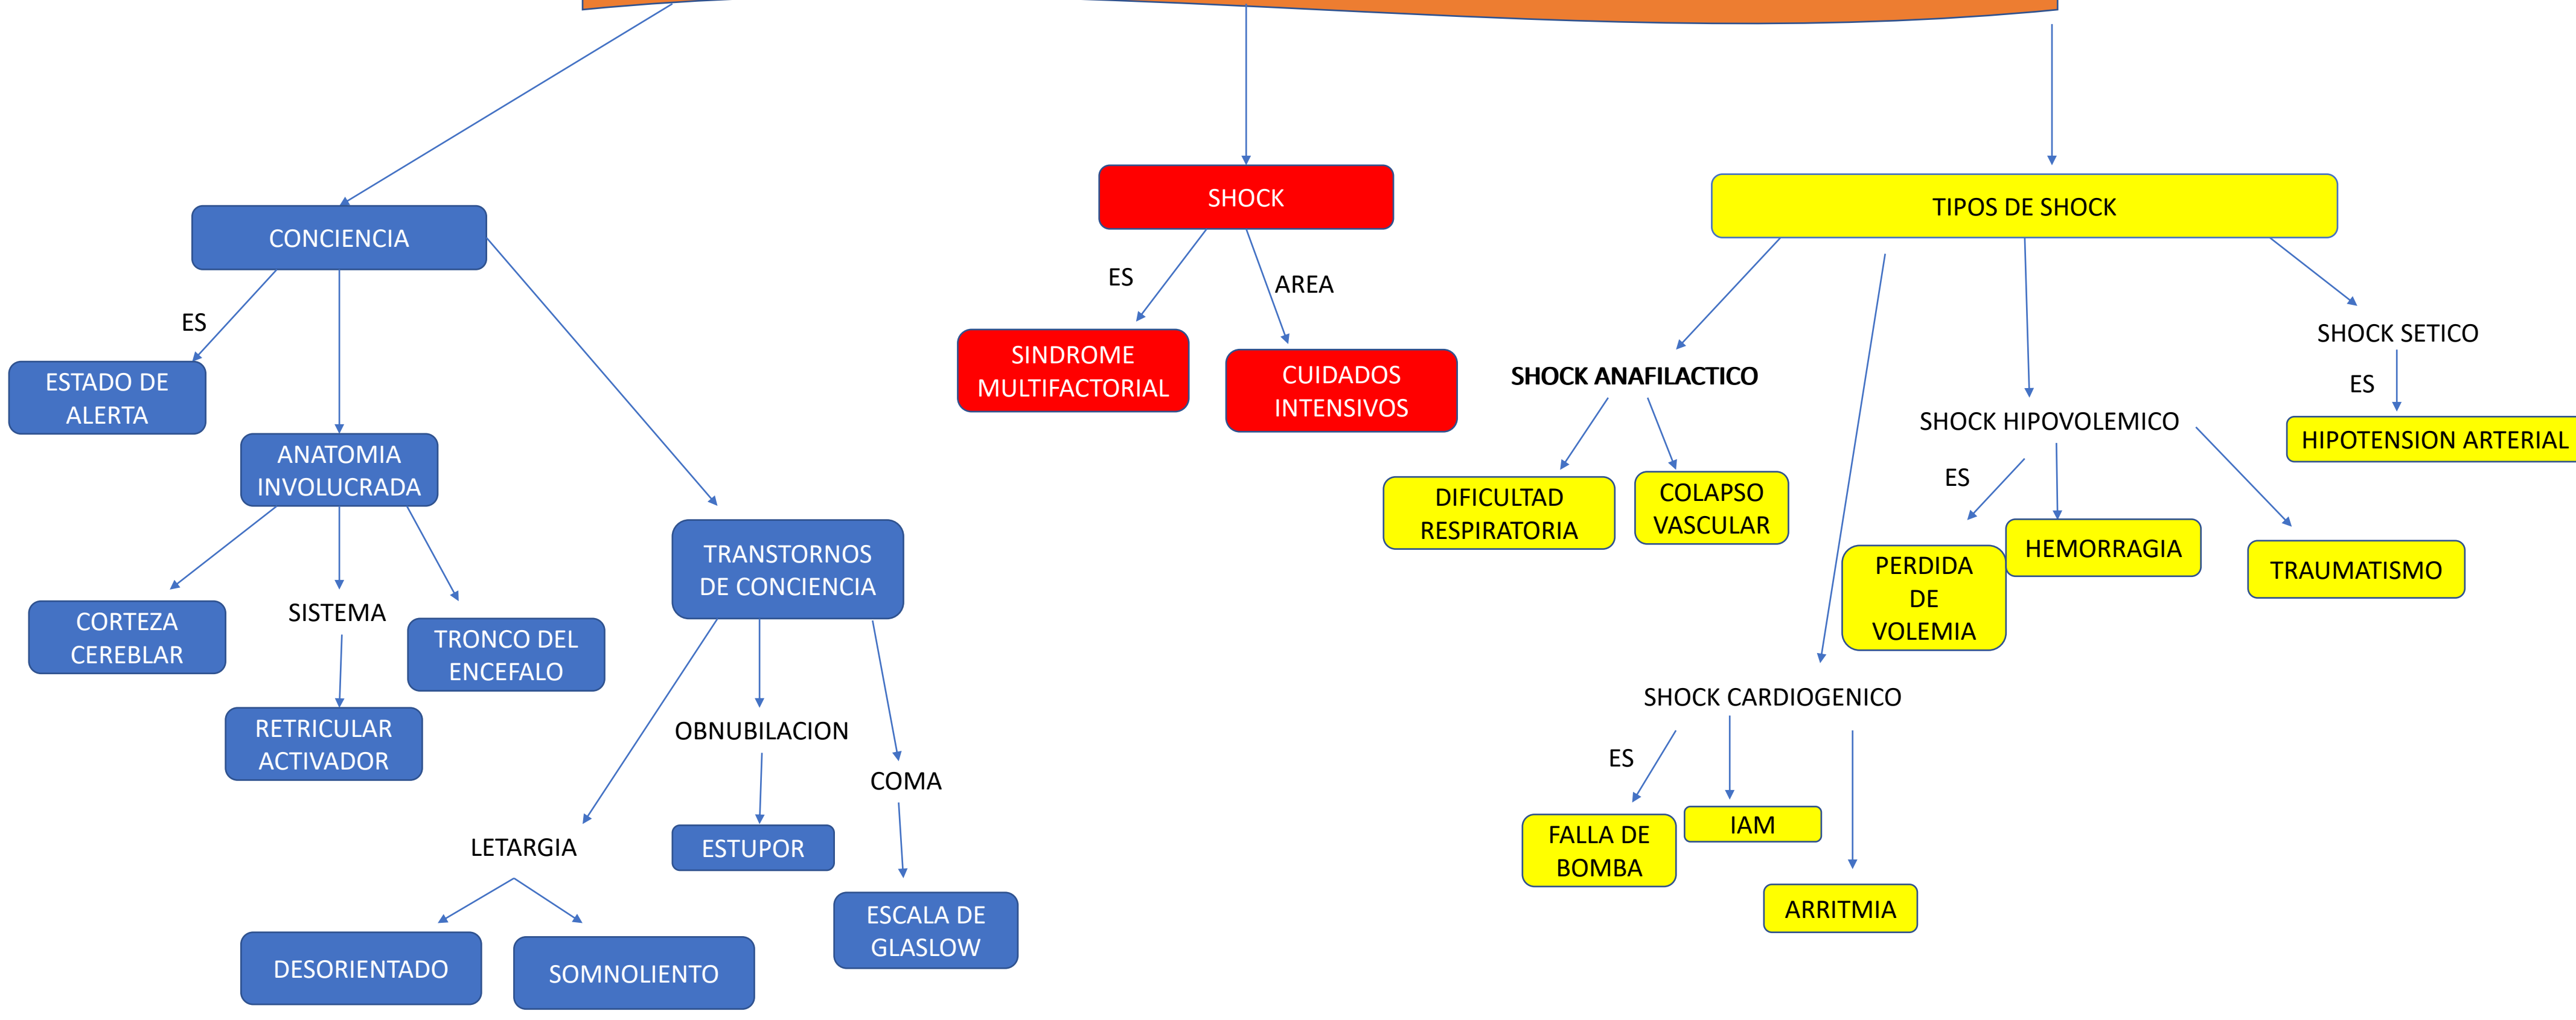 CONCIENCIA
ES
ESTADO DE
ALERTA
ANATOMIA
INVOLUCRADA
CORTEZA
CEREBLAR
SISTEMA
RETRICULAR
ACTIVADOR
TRONCO DEL
ENCEFALO
TRANSTORNOS
DE CONCIENCIA
LETARGIA
DESORIENTADO
SOMNOLIENTO
OBNUBILACION
ESTUPOR
COMA
ESCALA DE
GLASLOW
SHOCK
ES
SINDROME
MULTIFACTORIAL
AREA
CUIDADOS
INTENSIVOS
TIPOS DE SHOCK
SHOCK ANAFILACTICO
DIFICULTAD
RESPIRATORIA
COLAPSO
VASCULAR
SHOCK CARDIOGENICO
ES
FALLA DE
BOMBA
IAM
ARRITMIA
SHOCK HIPOVOLEMICO
ES
PERDIDA
DE
VOLEMIA
HEMORRAGIA
TRAUMATISMO
SHOCK SETICO
ES
HIPOTENSION ARTERIAL